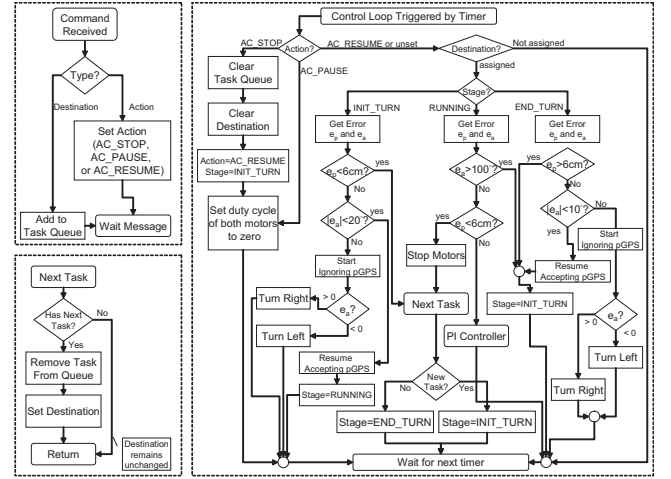 Command
Received
Type?
Destination
Action
Set Action
(AC_STOP,
AC_PAUSE,
or AC_RESUME)
Add to
Task Queue
Wait Message
Next Task
Has Next
Task?
No
Yes
Remove Task
From Queue
Set Destination
Return
Destination
remains
unchanged
Control Loop Triggered by Timer
AC_STOP
Action?
AC_RESUME or unset
Destination?
Not assigned
AC_PAUSE
assigned
Clear
Task Queue
Clear
Destination
Action=AC_RESUME
Stage=INIT_TURN
Set duty cycle
of both motors
to zero
Stage?
INIT_TURN
RUNNING
END_TURN
Get Error
ep and ea
Get Error
ep and ea
Get Error
ep and ea
ep<6cm?
yes
No
|ea|<20°?
yes
No
Start
Ignoring pGPS
Turn Right
> 0
ea?
< 0
Turn Left
Resume
Accepting pGPS
Stage=RUNNING
ea>100°?
yes
No
ep<6cm?
yes
No
Stop Motors
Next Task
PI Controller
New
Task?
No
Yes
Stage=END_TURN
Stage=INIT_TURN
ep>6cm?
yes
No
|ea|<10°?
No
yes
Start
Ignoring pGPS
Resume
Accepting pGPS
Stage=INIT_TURN
ea?
> 0
< 0
Turn Left
Turn Right
Wait for next timer